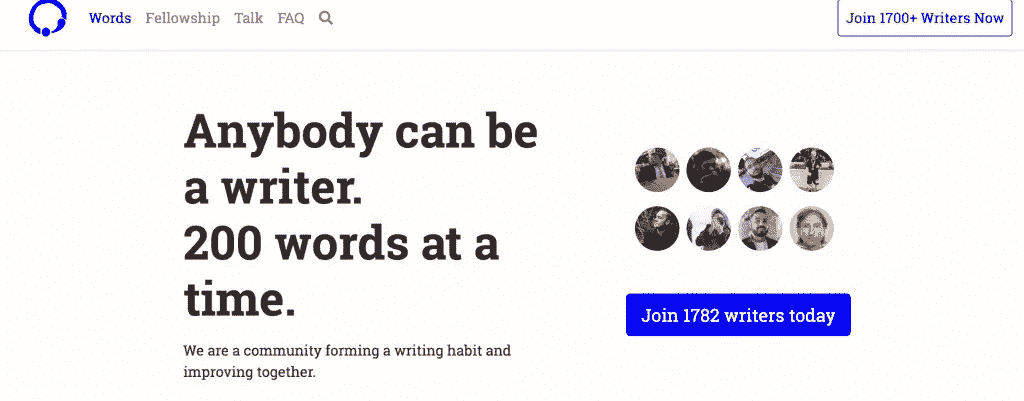 Words Fellowship Talk FAQ
Join 1700+ Writers Now
Anybody can be
a writer.
200 words at a
time.
We are a community forming a writing habit and
improving together.
Join 1782 writers today